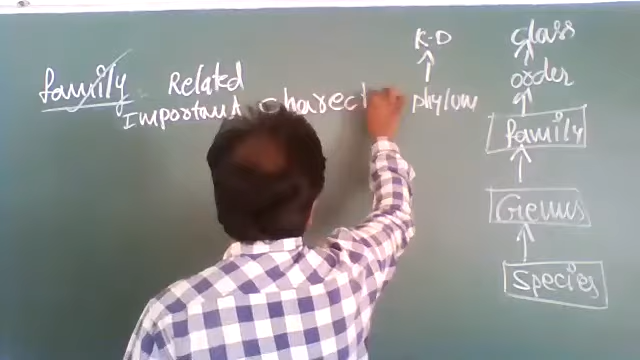 Family Related
Important charect
K-D
phylum
class
order
family
Genus
Species